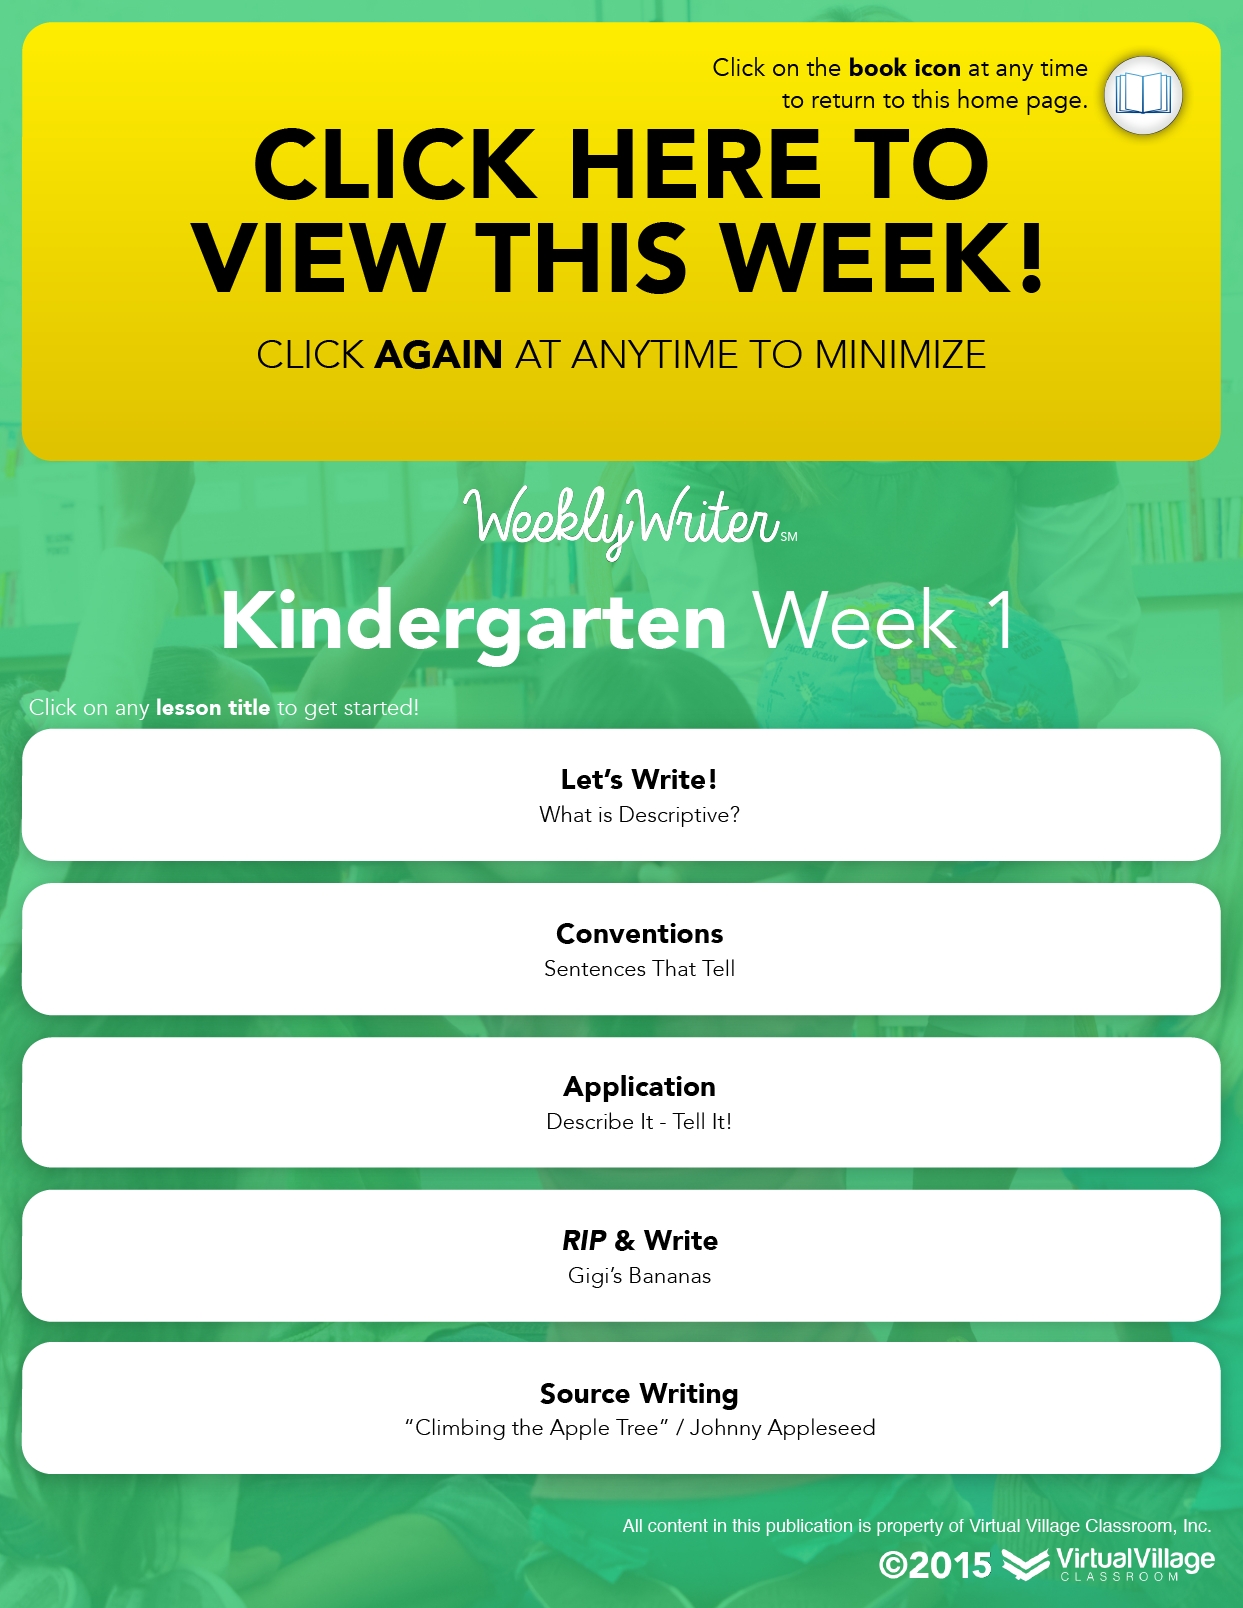 Click on the book icon at any time
to return to this home page.
CLICK HERE TO
VIEW THIS WEEK!
CLICK AGAIN AT ANYTIME TO MINIMIZE
WeeklyWriter SM
Kindergarten Week 1
Click on any lesson title to get started!
Let’s Write!
What is Descriptive?
Conventions
Sentences That Tell
Application
Describe It - Tell It!
RIP & Write
Gigi’s Bananas
Source Writing
“Climbing the Apple Tree” / Johnny Appleseed
All content in this publication is property of Virtual Village Classroom, Inc.
©2015 VirtualVillage
CLASSROOM